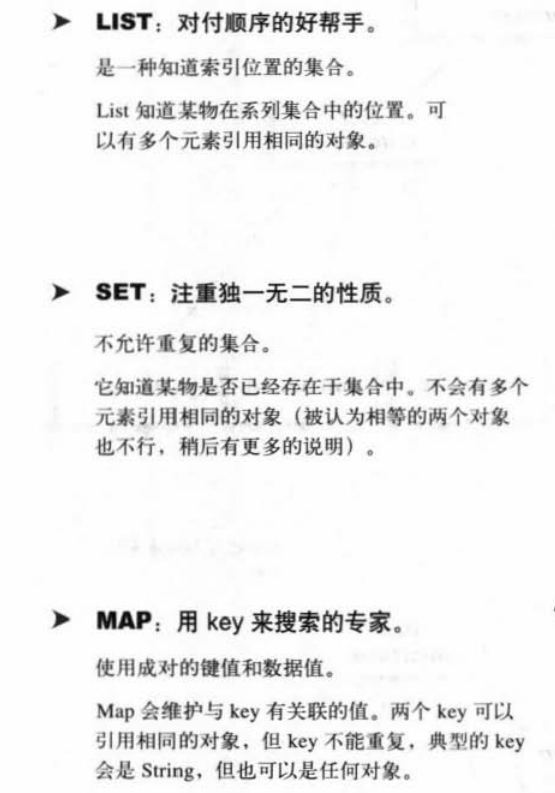 ➤ LIST：对付顺序的好帮手。
是一种知道索引位置的集合。
List 知道某物在系列集合中的位置。可
以有多个元素引用相同的对象。
➤ SET：注重独一无二的性质。
不允许重复的集合。
它知道某物是否已经存在于集合中。不会有多个
元素引用相同的对象（被认为相等的两个对象
也不行，稍后有更多的说明）。
➤ MAP：用 key 来搜索的专家。
使用成对的键值和数据值。
Map 会维护与 key 有关联的值。两个 key 可以
引用相同的对象，但 key 不能重复，典型的 key
会是 String，但也可以是任何对象。